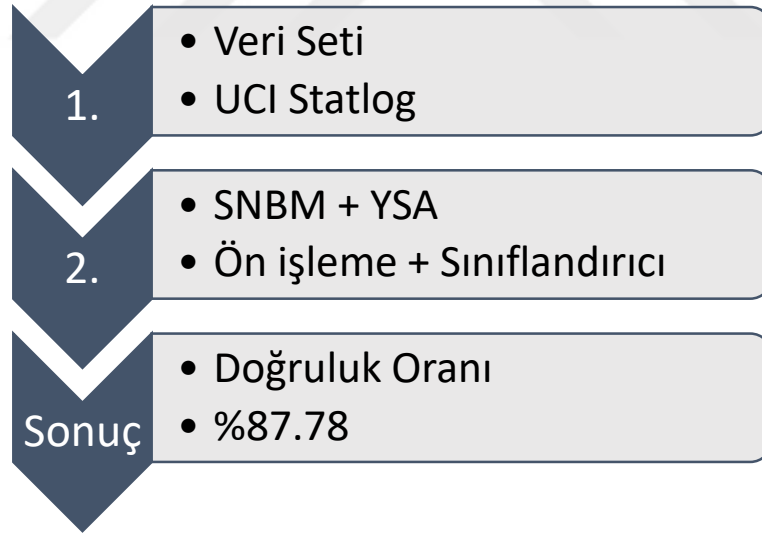 1.
• Veri Seti
• UCI Statlog
2.
• SNBM + YSA
• Ön işleme + Sınıflandırıcı
Sonuç
• Doğruluk Oranı
• %87.78